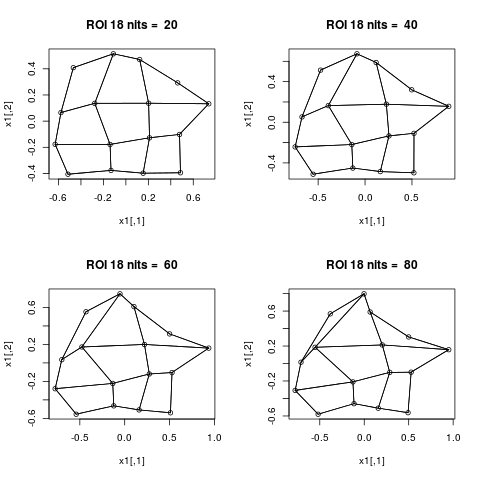 ROI 18 nits = 20
ROI 18 nits = 40
x1[,2]
0.4
0.2
0.0
-0.2
-0.4
-0.6 -0.2 0.2 0.6
x1[,1]
x1[,2]
0.4
0.0
-0.4
-0.5 0.0 0.5
x1[,1]
ROI 18 nits = 60
ROI 18 nits = 80
x1[,2]
0.6
0.2
-0.2
-0.6
-0.5 0.0 0.5 1.0
x1[,1]
x1[,2]
0.6
0.2
-0.2
-0.6
-0.5 0.0 0.5 1.0
x1[,1]